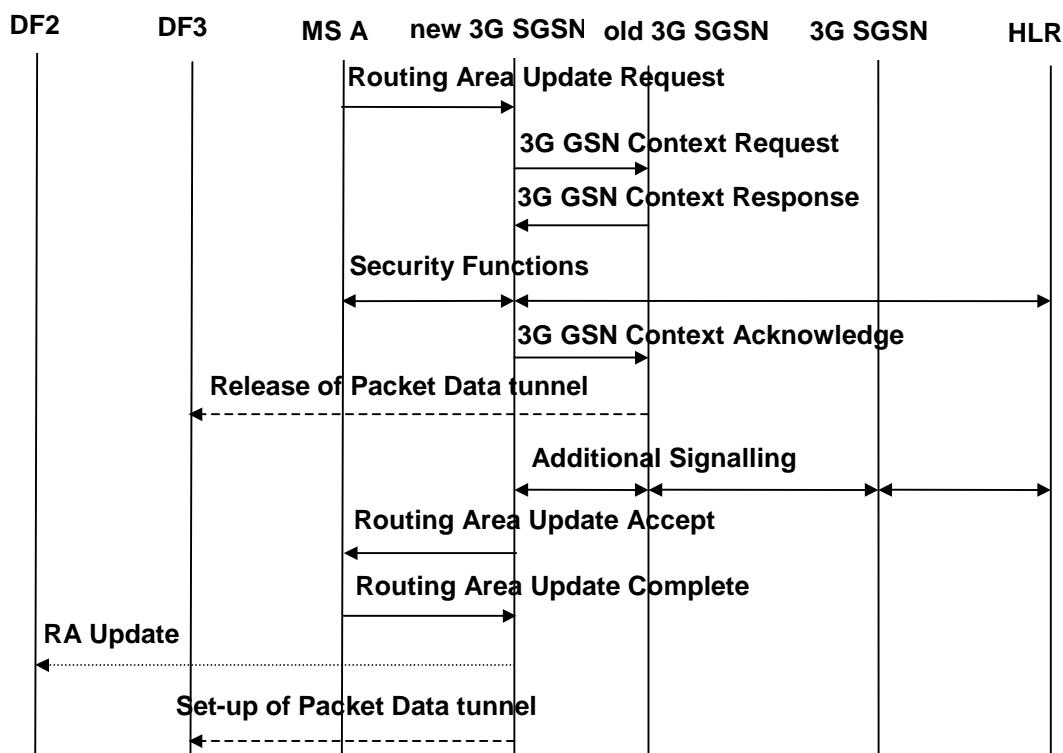 DF2 DF3 MS A new 3G SGSN old 3G SGSN 3G SGSN HLR
Routing Area Update Request
3G GSN Context Request
3G GSN Context Response
Security Functions
3G GSN Context Acknowledge
Release of Packet Data tunnel
Additional Signalling
Routing Area Update Accept
Routing Area Update Complete
RA Update
Set-up of Packet Data tunnel